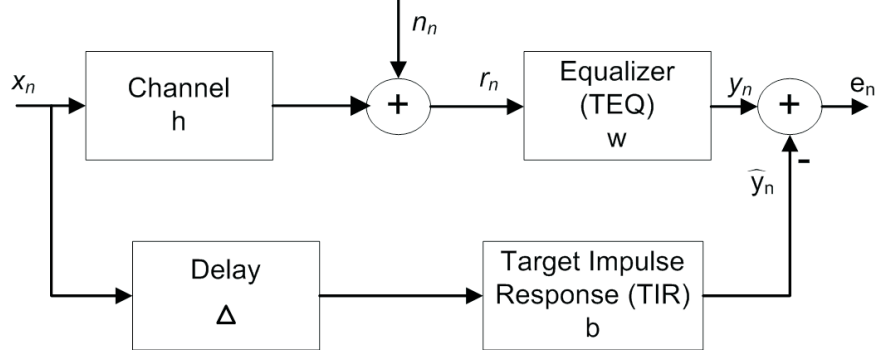 n_n
x_n
Channel
h
+
r_n
Equalizer
(TEQ)
w
y_n
+
e_n
-
ŷ_n
Delay
Δ
Target Impulse
Response (TIR)
b